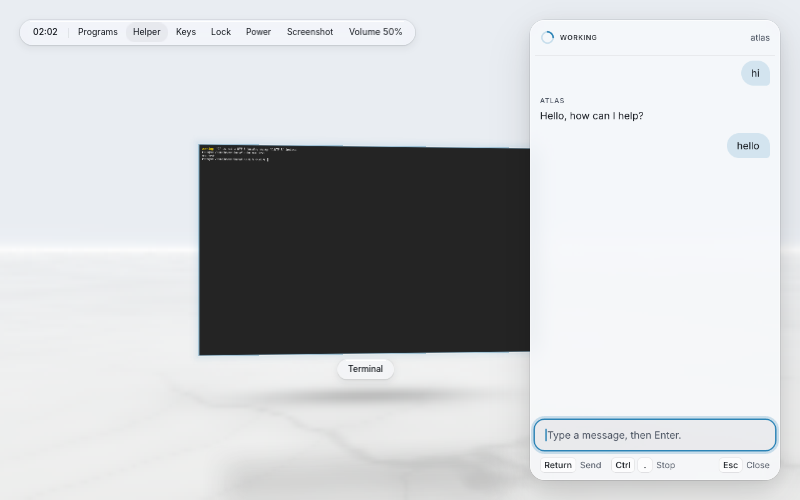 02:02 Programs Helper Keys Lock Power Screenshot Volume 50%
WORKING atlas
hi
ATLAS
Hello, how can I help?
hello
Terminal
Type a message, then Enter.
Return Send Ctrl . Stop Esc Close